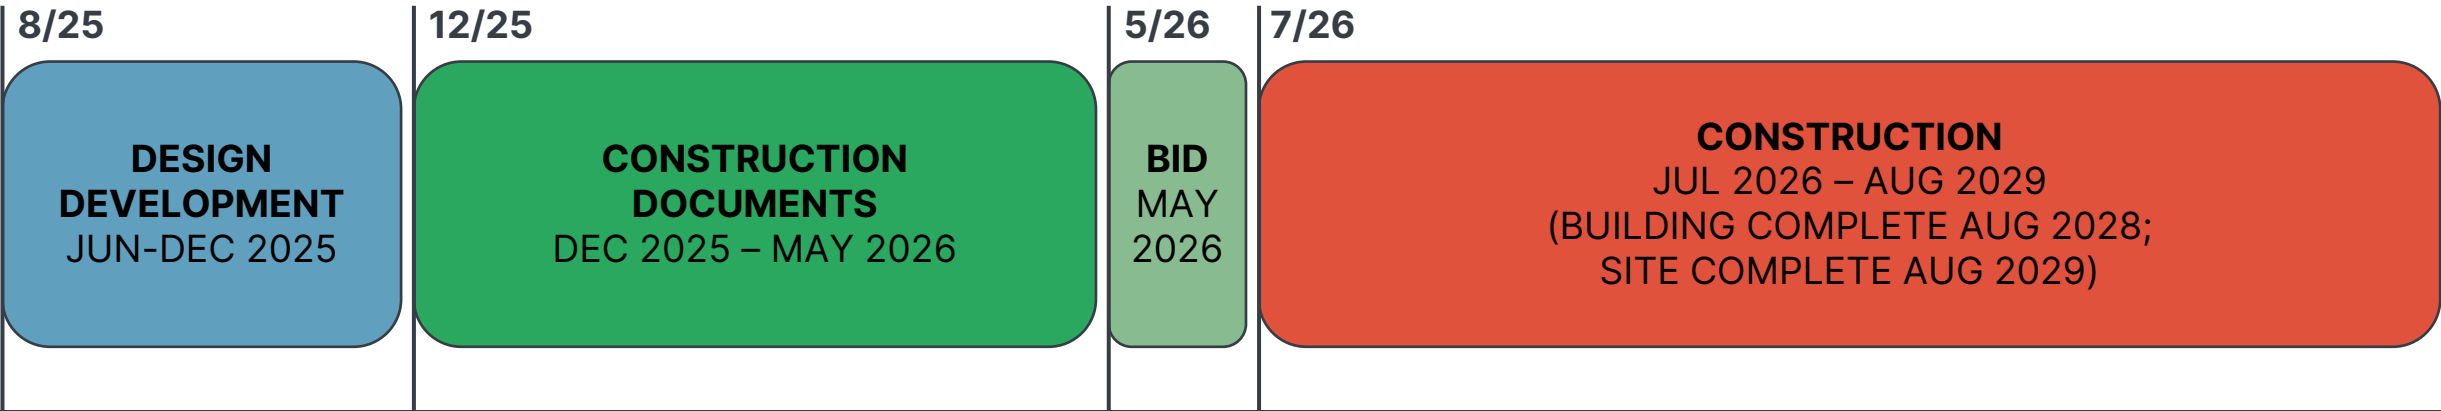 8/25
12/25
5/26
7/26
DESIGN
DEVELOPMENT
JUN-DEC 2025
CONSTRUCTION
DOCUMENTS
DEC 2025 – MAY 2026
BID
MAY
2026
CONSTRUCTION
JUL 2026 – AUG 2029
(BUILDING COMPLETE AUG 2028;
SITE COMPLETE AUG 2029)